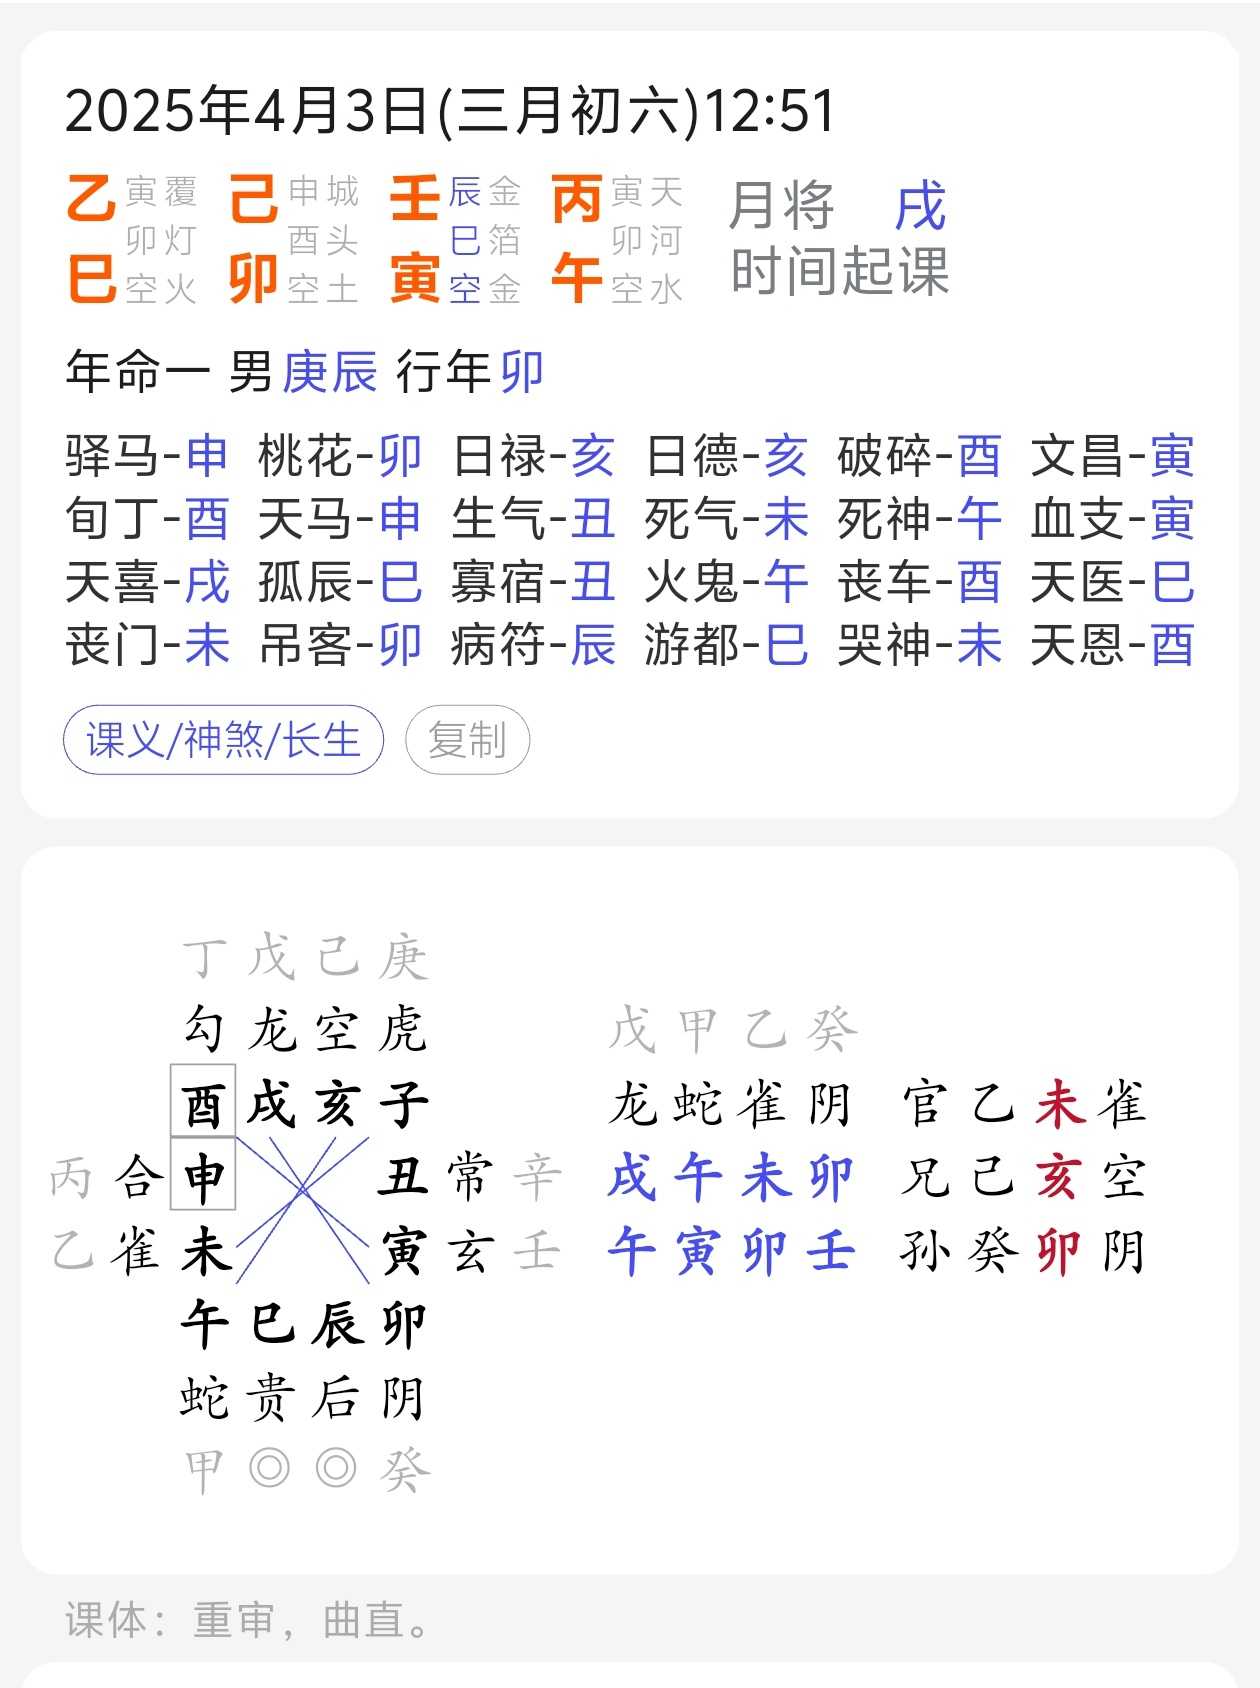 2025年4月3日(三月初六)12:51
乙 寅覆 己 申城 壬 辰金 丙 寅天 月将 戌
卯灯 酉头 巳箔 卯河
巳 空火 卯 空土 寅 空金 午 空水 时间起课
年命一 男庚辰 行年卯
驿马-申 桃花-卯 日禄-亥 日德-亥 破碎-酉 文昌-寅
旬丁-酉 天马-申 生气-丑 死气-未 死神-午 血支-寅
天喜-戌 孤辰-巳 寡宿-丑 火鬼-午 丧车-酉 天医-巳
丧门-未 吊客-卯 病符-辰 游都-巳 哭神-未 天恩-酉
课义/神煞/长生 复制
丁戊己庚
勾龙空虎 戊甲乙癸
酉戌亥子 龙蛇雀阴 官乙未雀
丙合申 丑常辛 戌午未卯 兄己亥空
乙雀未 寅玄壬 午寅卯壬 孙癸卯阴
午巳辰卯
蛇贵后阴
甲◎◎癸
课体：重审，曲直。